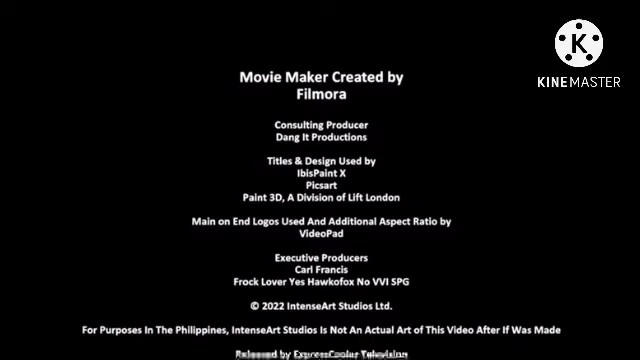 K
KINEMASTER
Movie Maker Created by
Filmora
Consulting Producer
Dang It Productions
Titles & Design Used by
IbisPaint X
Picsart
Paint 3D, A Division of Lift London
Main on End Logos Used And Additional Aspect Ratio by
VideoPad
Executive Producers
Carl Francis
Frock Lover Yes Hawkofox No VVI SPG
© 2022 IntenseArt Studios Ltd.
For Purposes In The Philippines, IntenseArt Studios Is Not An Actual Art of This Video After If Was Made
Released by ExpressCooler Television